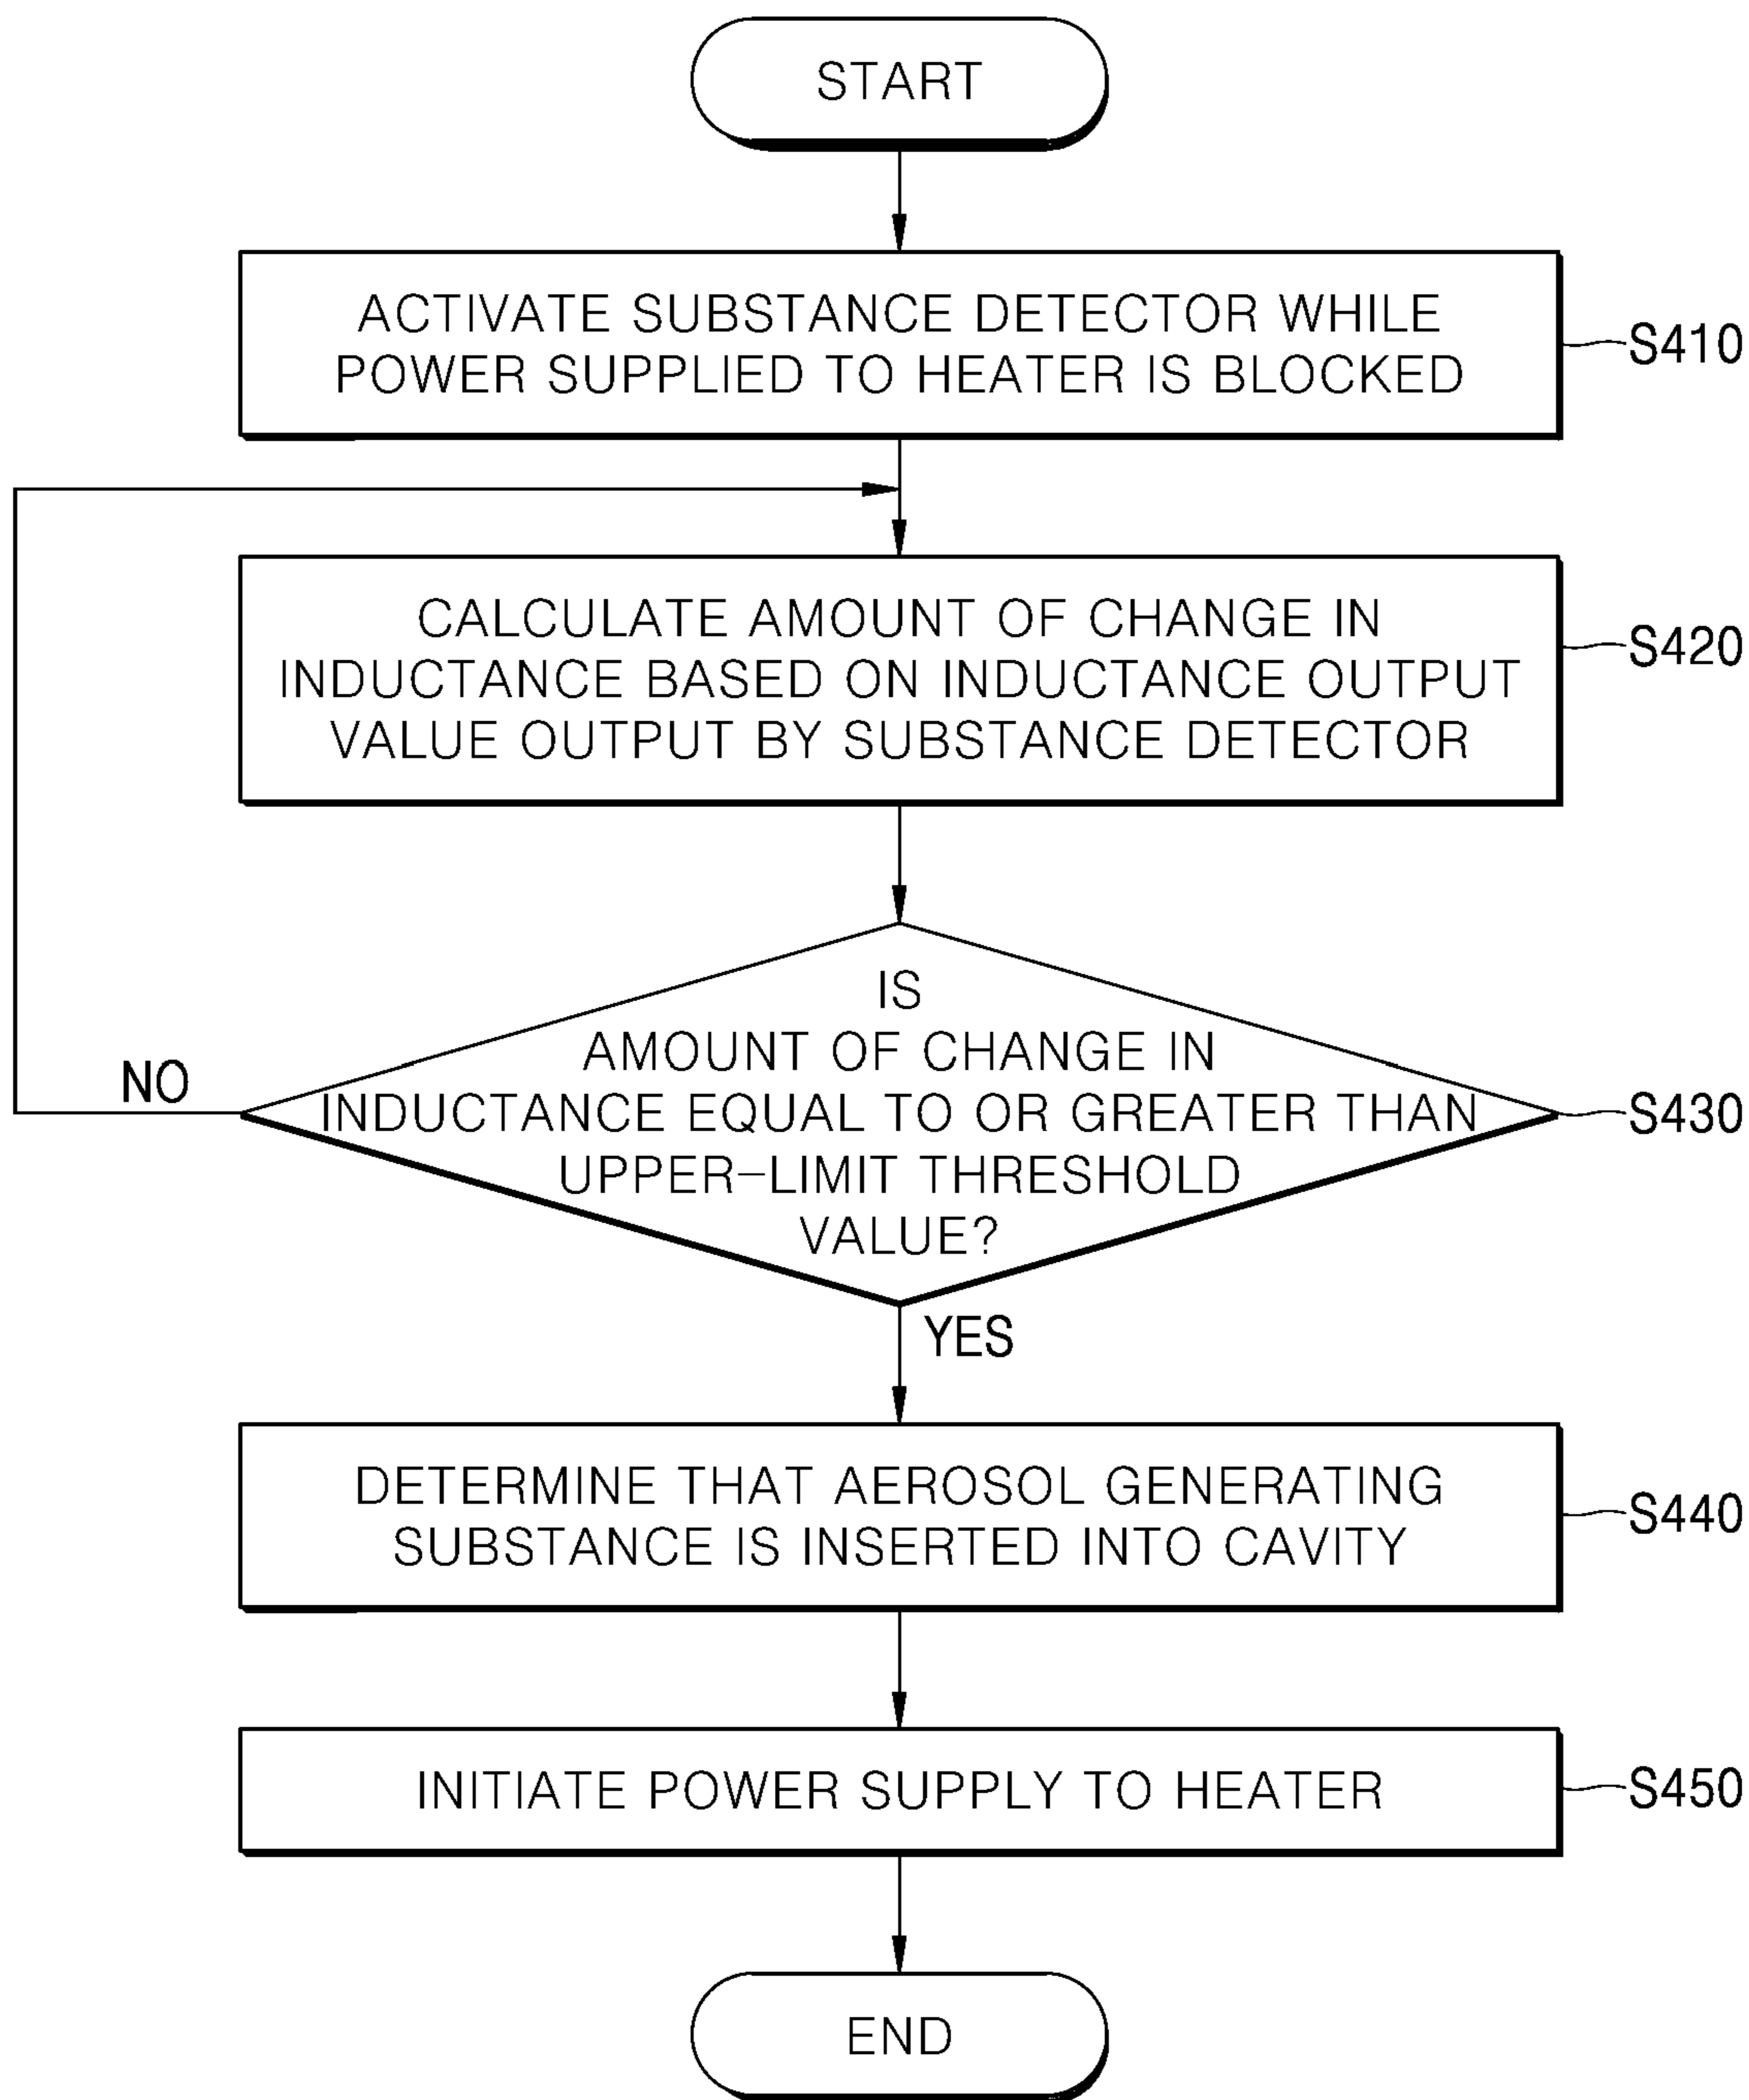 START
ACTIVATE SUBSTANCE DETECTOR WHILE
POWER SUPPLIED TO HEATER IS BLOCKED
S410
CALCULATE AMOUNT OF CHANGE IN
INDUCTANCE BASED ON INDUCTANCE OUTPUT
VALUE OUTPUT BY SUBSTANCE DETECTOR
S420
IS
AMOUNT OF CHANGE IN
INDUCTANCE EQUAL TO OR GREATER THAN
UPPER-LIMIT THRESHOLD
VALUE?
S430
NO
YES
DETERMINE THAT AEROSOL GENERATING
SUBSTANCE IS INSERTED INTO CAVITY
S440
INITIATE POWER SUPPLY TO HEATER
S450
END